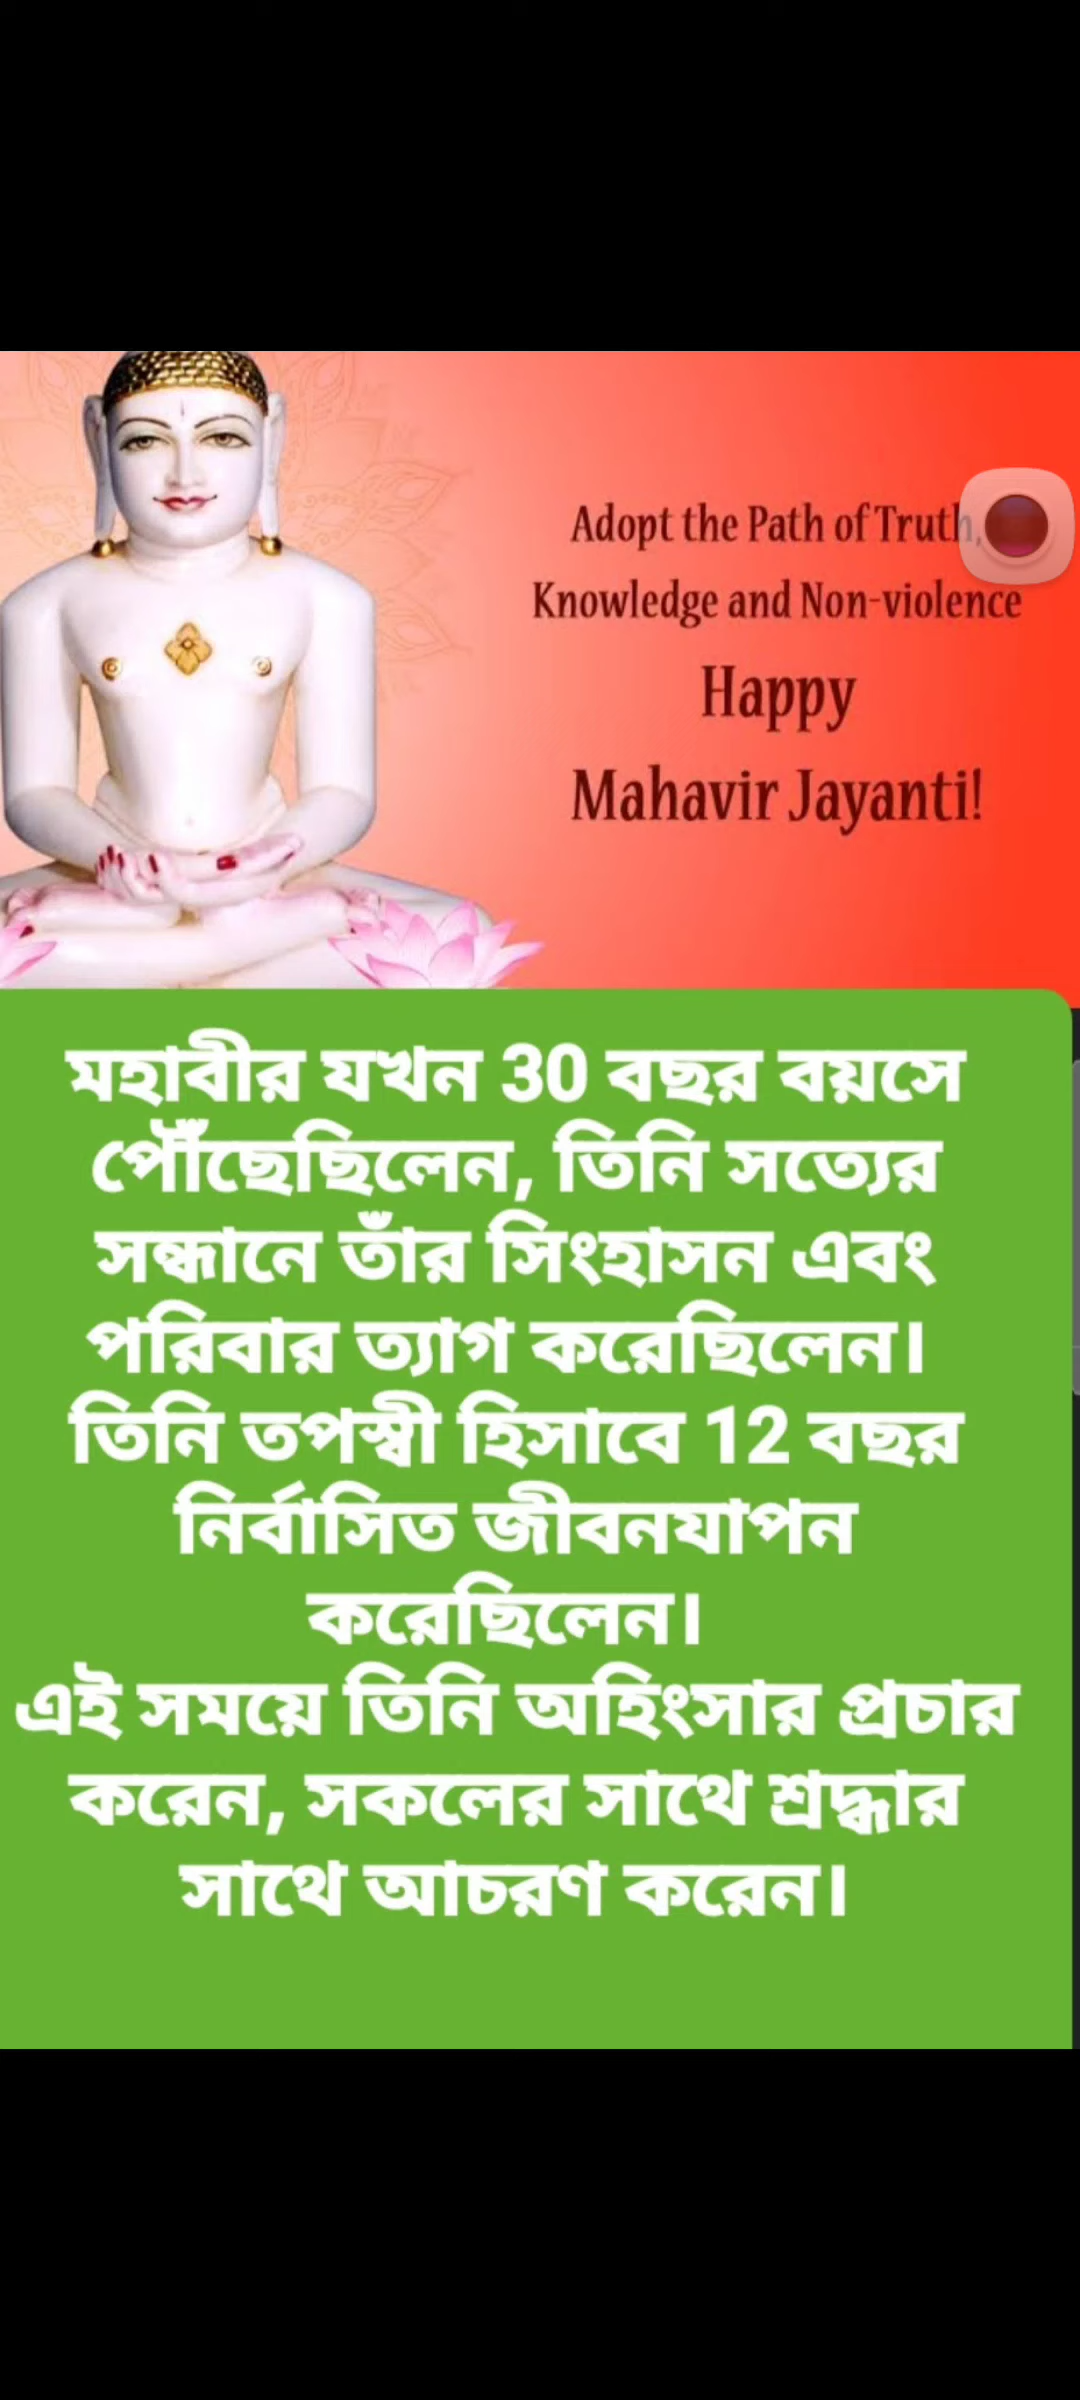 Adopt the Path of Truth,
Knowledge and Non-violence
Happy
Mahavir Jayanti!
মহাবীর যখন 30 বছর বয়সে
পৌঁছেছিলেন, তিনি সত্যের
সন্ধানে তাঁর সিংহাসন এবং
পরিবার ত্যাগ করেছিলেন।
তিনি তপস্বী হিসাবে 12 বছর
নির্বাসিত জীবনযাপন
করেছিলেন।
এই সময়ে তিনি অহিংসার প্রচার
করেন, সকলের সাথে শ্রদ্ধার
সাথে আচরণ করেন।